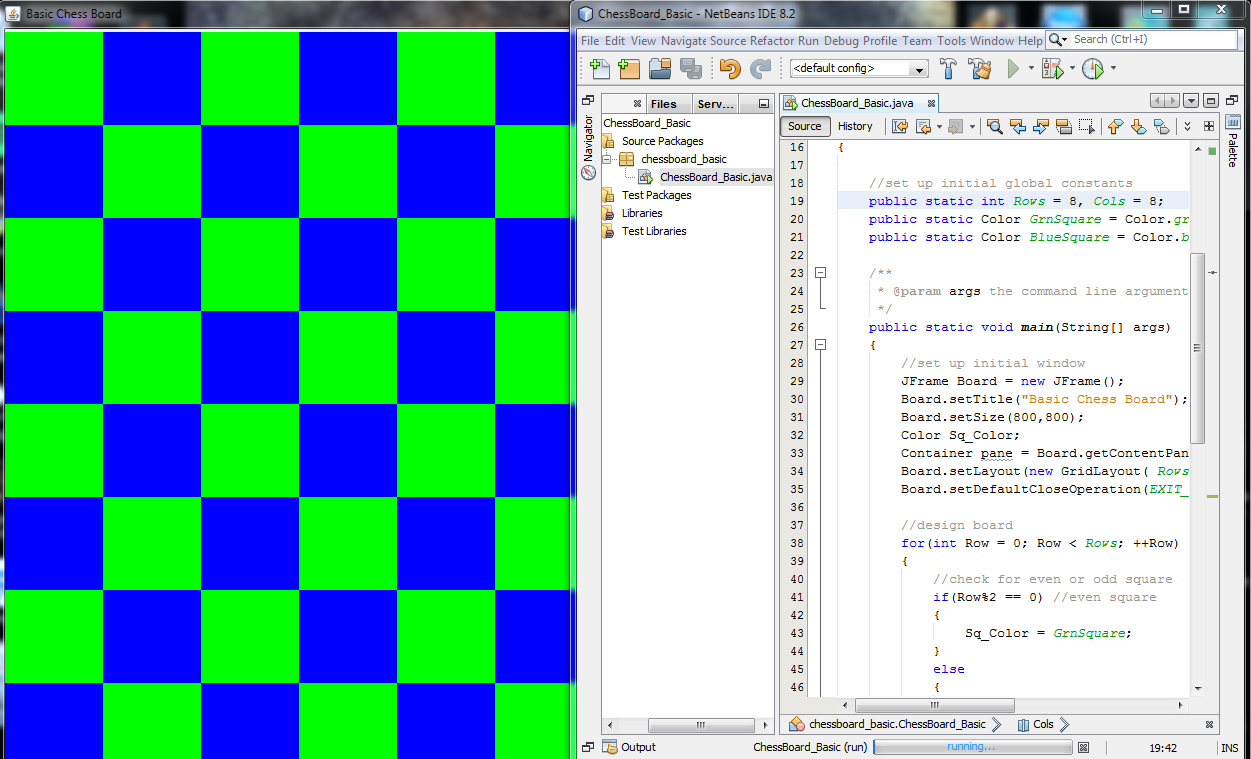 Basic Chess Board
ChessBoard_Basic - NetBeans IDE 8.2
File Edit View Navigate Source Refactor Run Debug Profile Team Tools Window Help
Search (Ctrl+I)
<default config>
Files
Serv...
ChessBoard_Basic.java
Navigator
Palette
ChessBoard_Basic
Source Packages
chessboard_basic
ChessBoard_Basic.java
Test Packages
Libraries
Test Libraries
Source History
16 {
17
18 //set up initial global constants
19 public static int Rows = 8, Cols = 8;
20 public static Color GrnSquare = Color.gr
21 public static Color BlueSquare = Color.b
22
23 /**
24 * @param args the command line argument
25 */
26 public static void main(String[] args)
27 {
28 //set up initial window
29 JFrame Board = new JFrame();
30 Board.setTitle("Basic Chess Board");
31 Board.setSize(800,800);
32 Color Sq_Color;
33 Container pane = Board.getContentPan
34 Board.setLayout(new GridLayout( Rows
35 Board.setDefaultCloseOperation(EXIT_
36
37 //design board
38 for(int Row = 0; Row < Rows; ++Row)
39 {
40 //check for even or odd square
41 if(Row%2 == 0) //even square
42 {
43 Sq_Color = GrnSquare;
44 }
45 else
46 {
chessboard_basic.ChessBoard_Basic
Cols
Output
ChessBoard_Basic (run)
running...
19:42
INS